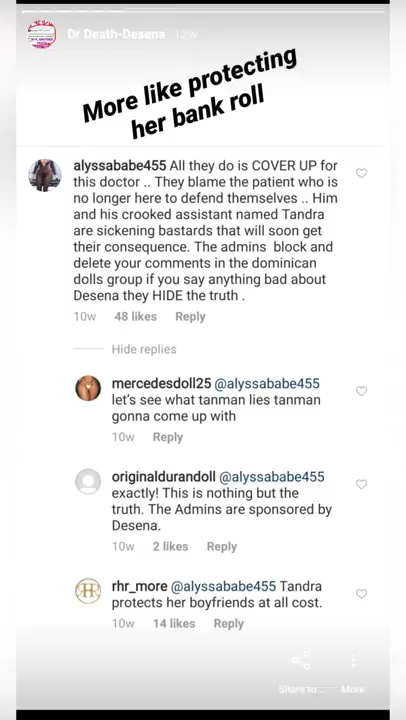 Dr Death-Desena 12w
More like protecting
her bank roll
alyssababe455 All they do is COVER UP for
this doctor .. They blame the patient who is
no longer here to defend themselves .. Him
and his crooked assistant named Tandra
are sickening bastards that will soon get
their consequence. The admins block and
delete your comments in the dominican
dolls group if you say anything bad about
Desena they HIDE the truth .
10w 48 likes Reply
Hide replies
mercedesdoll25 @alyssababe455
let's see what tanman lies tanman
gonna come up with
10w Reply
originaldurandoll @alyssababe455
exactly! This is nothing but the
truth. The Admins are sponsored by
Desena.
10w 2 likes Reply
rhr_more @alyssababe455 Tandra
protects her boyfriends at all cost.
10w 14 likes Reply
Share to... More